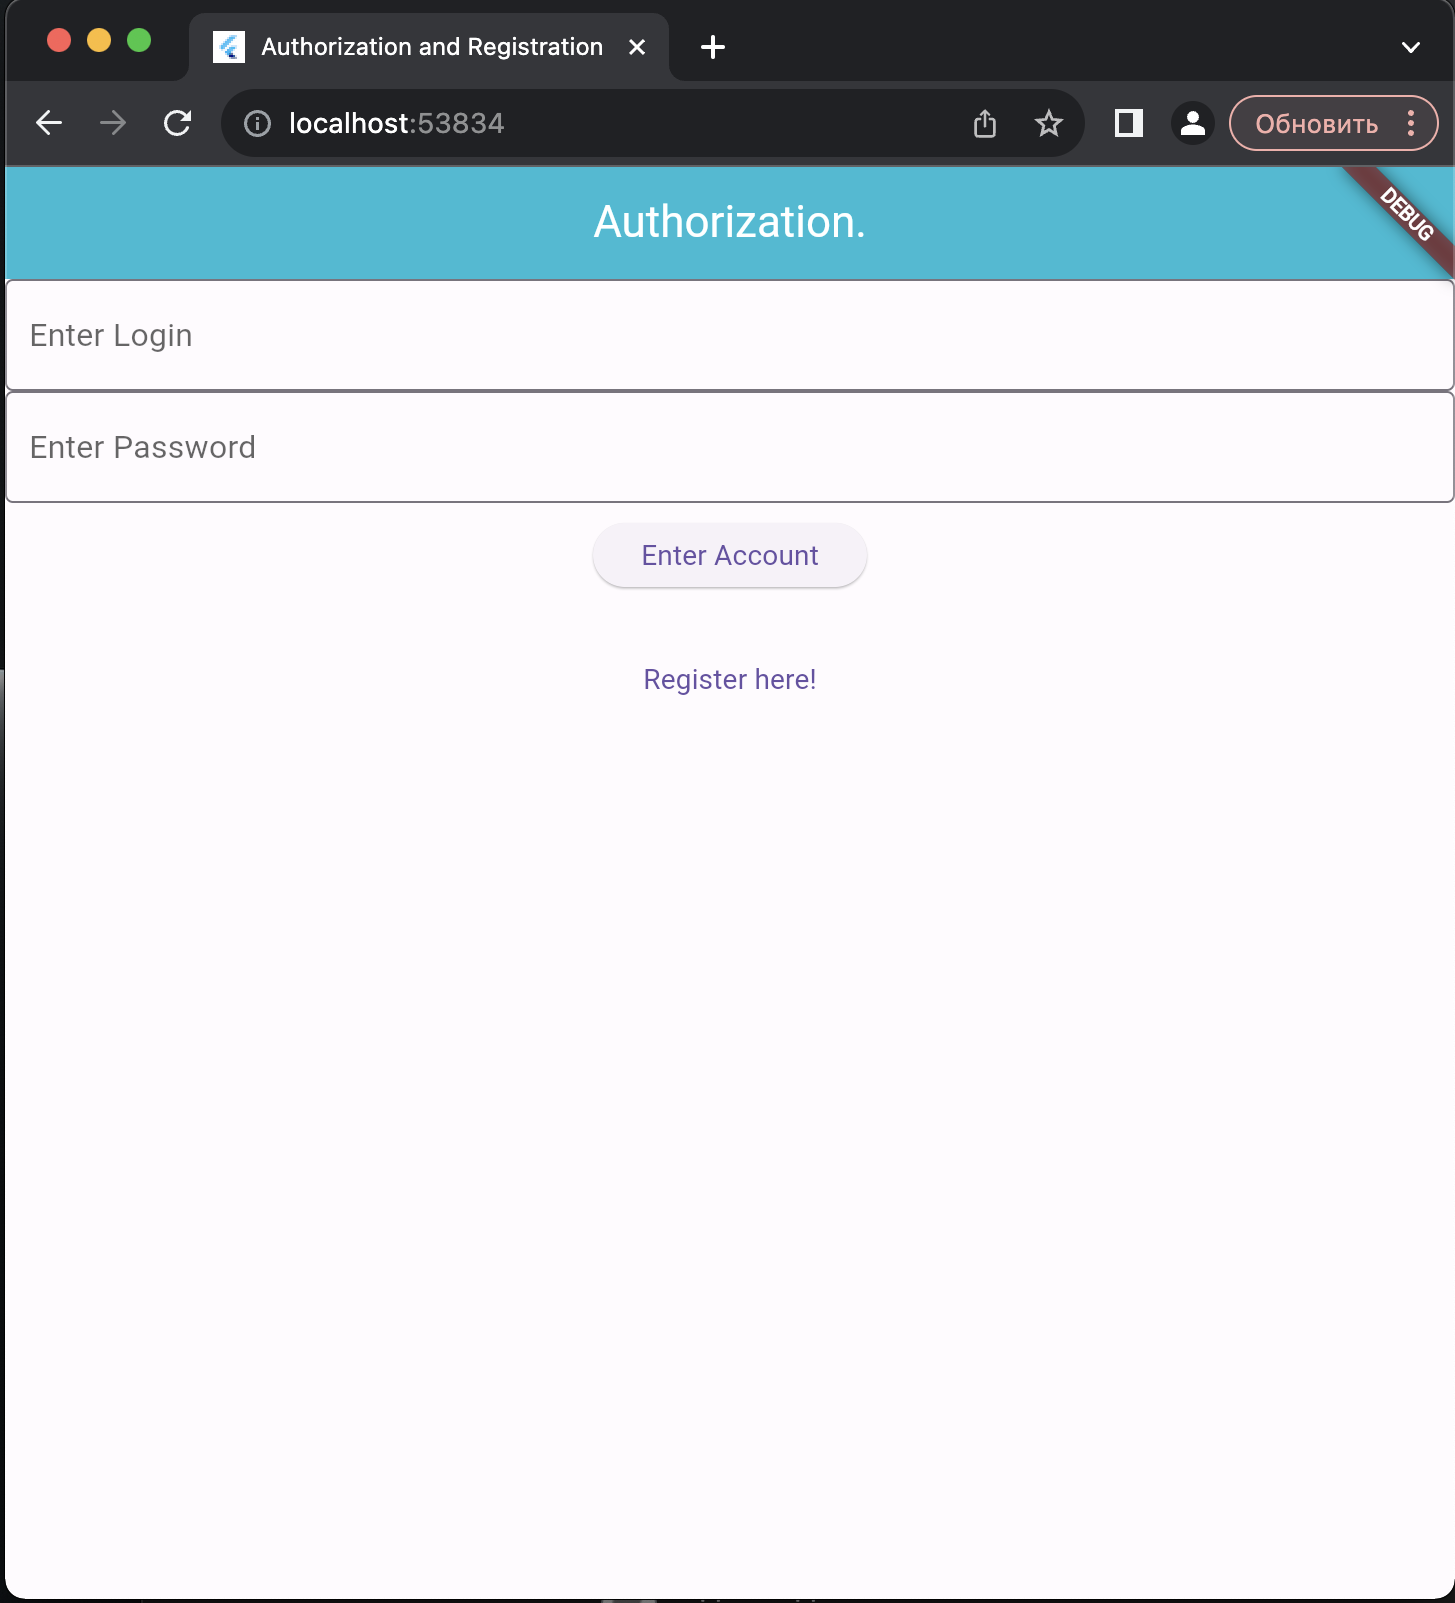 Authorization and Registration
localhost:53834
Обновить
Authorization.
DEBUG
Enter Login
Enter Password
Enter Account
Register here!